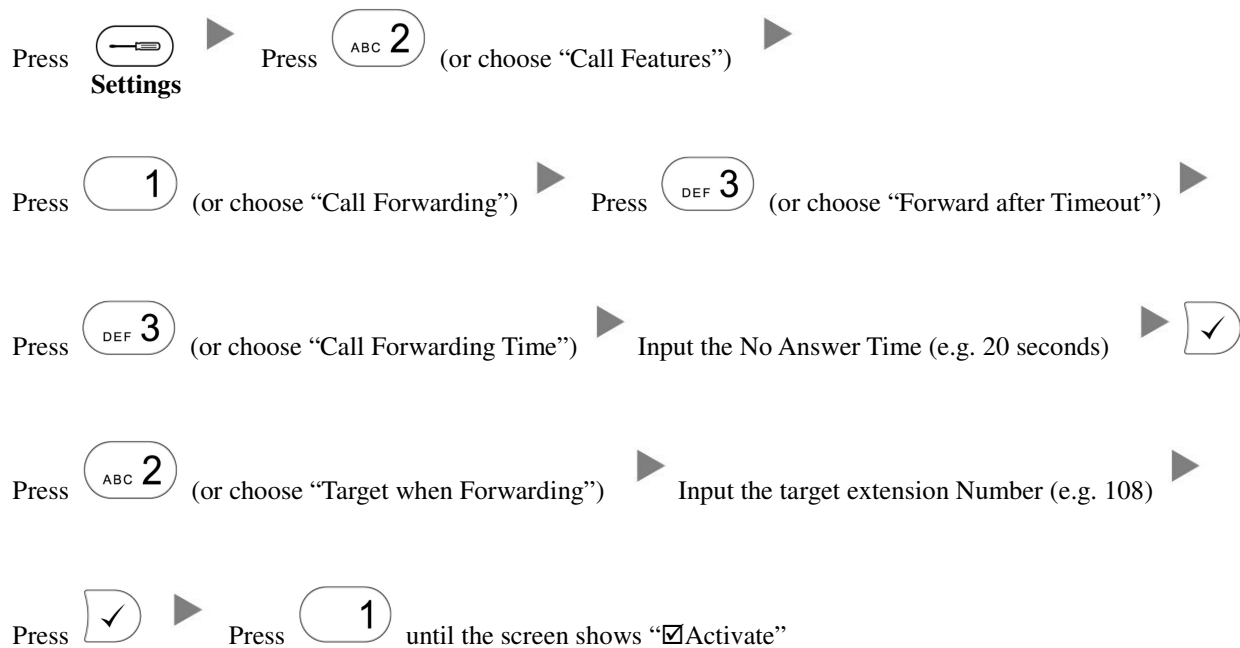 Press Press ABC 2 (or choose “Call Features”)
Settings
Press 1 (or choose “Call Forwarding”) Press DEF 3 (or choose “Forward after Timeout”)
Press DEF 3 (or choose “Call Forwarding Time”) Input the No Answer Time (e.g. 20 seconds)
Press ABC 2 (or choose “Target when Forwarding”) Input the target extension Number (e.g. 108)
Press Press 1 until the screen shows “☑Activate”